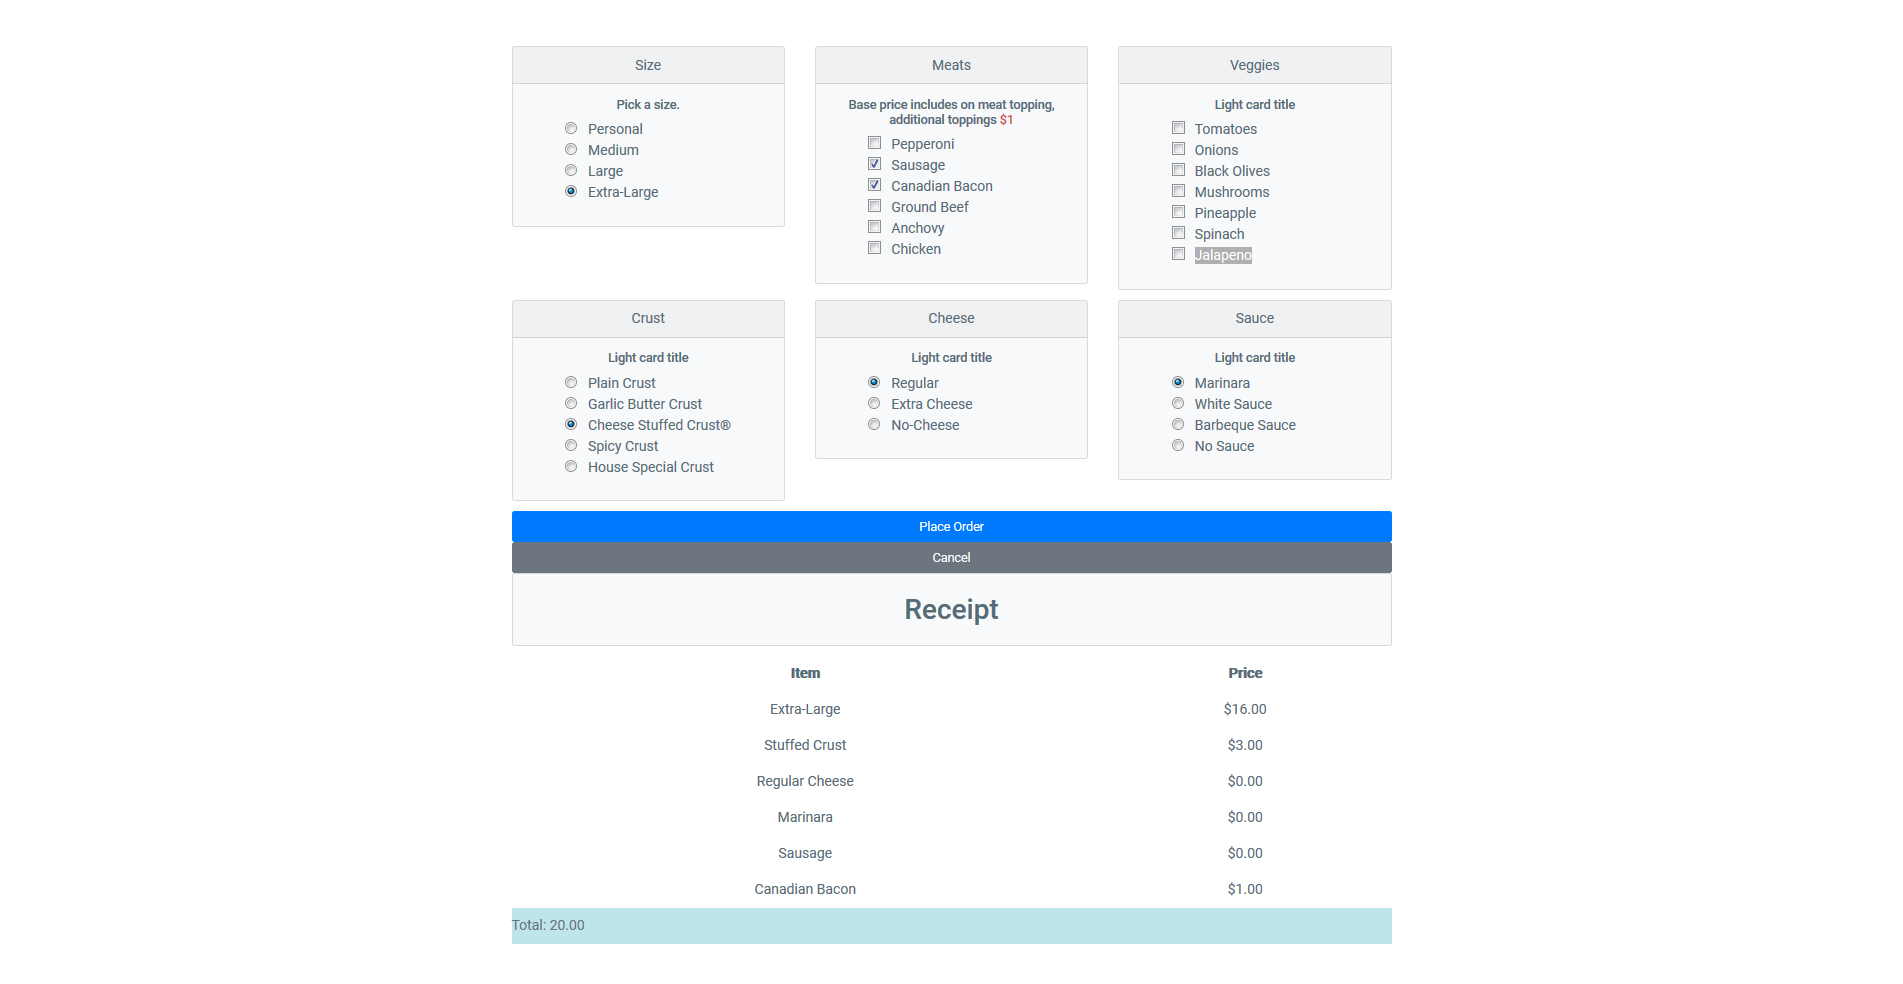 Size
Pick a size.
Personal
Medium
Large
Extra-Large
Meats
Base price includes on meat topping,
additional toppings $1
Pepperoni
Sausage
Canadian Bacon
Ground Beef
Anchovy
Chicken
Veggies
Light card title
Tomatoes
Onions
Black Olives
Mushrooms
Pineapple
Spinach
Jalapeno
Crust
Light card title
Plain Crust
Garlic Butter Crust
Cheese Stuffed Crust®
Spicy Crust
House Special Crust
Cheese
Light card title
Regular
Extra Cheese
No-Cheese
Sauce
Light card title
Marinara
White Sauce
Barbeque Sauce
No Sauce
Place Order
Cancel
Receipt
Item Price
Extra-Large $16.00
Stuffed Crust $3.00
Regular Cheese $0.00
Marinara $0.00
Sausage $0.00
Canadian Bacon $1.00
Total: 20.00